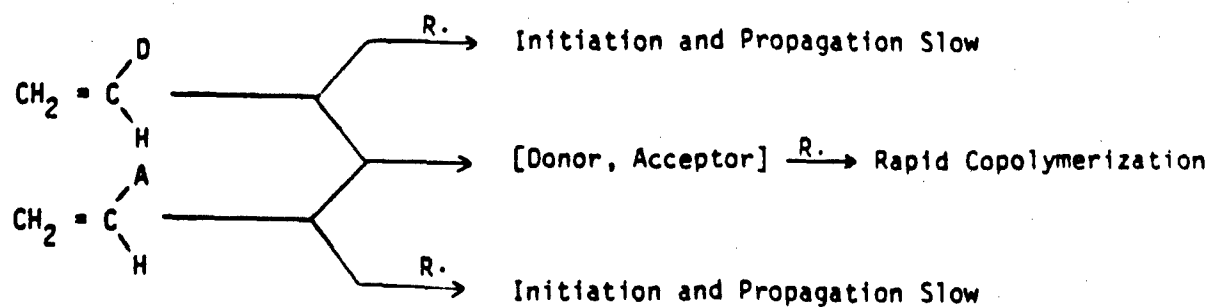 R· Initiation and Propagation Slow
D
CH₂ = C
H
[Donor, Acceptor] R· Rapid Copolymerization
A
CH₂ = C
H
R· Initiation and Propagation Slow